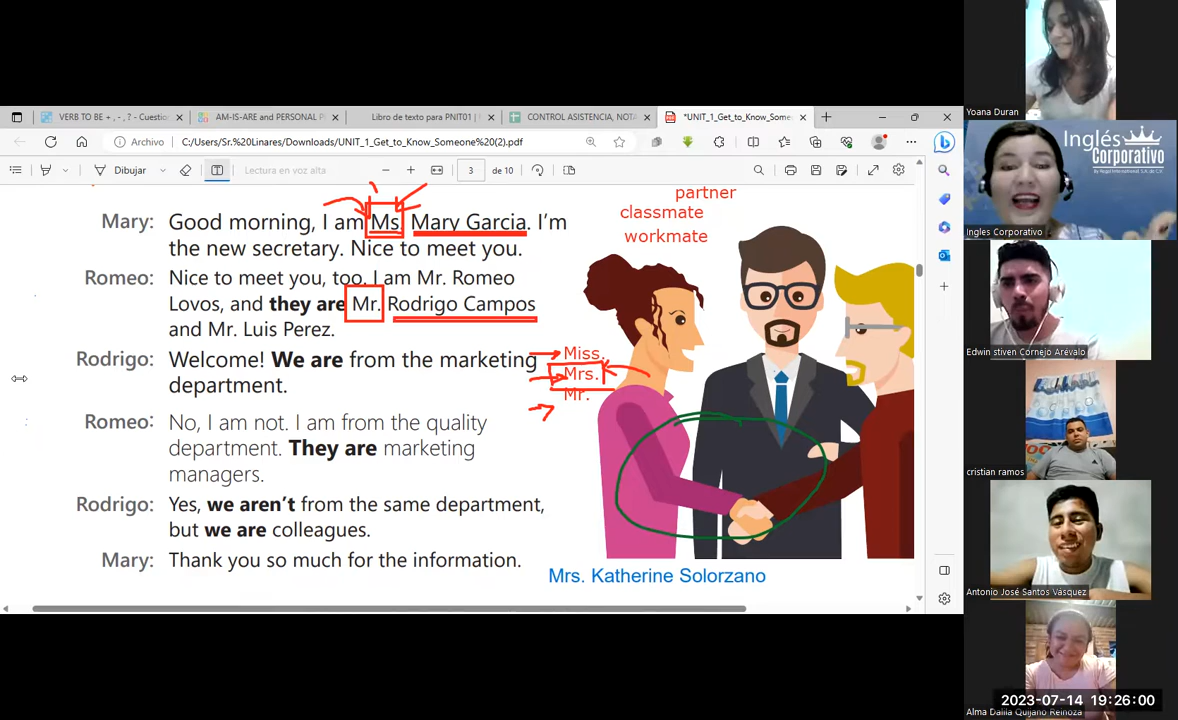 VERB TO BE + , - , ? - Cuestion
AM-IS-ARE and PERSONAL P
Libro de texto para PNIT01 |
CONTROL ASISTENCIA, NOTA
*UNIT_1_Get_to_Know_Someone
Archivo
C:/Users/Sr.%20Linares/Downloads/UNIT_1_Get_to_Know_Someone%20(2).pdf
Dibujar
Lectura en voz alta
3
de 10
partner
classmate
workmate
Mary: Good morning, I am Ms. Mary Garcia. I'm
the new secretary. Nice to meet you.
Romeo: Nice to meet you, too. I am Mr. Romeo
Lovos, and they are Mr. Rodrigo Campos
and Mr. Luis Perez.
Rodrigo: Welcome! We are from the marketing
department.
Miss.
Mrs.
Mr.
Romeo: No, I am not. I am from the quality
department. They are marketing
managers.
Rodrigo: Yes, we aren't from the same department,
but we are colleagues.
Mary: Thank you so much for the information.
Mrs. Katherine Solorzano
Yoana Duran
Inglés
Corporativo
By Regal International, S.A. de C.V.
Ingles Corporativo
Edwin stiven Cornejo Arévalo
cristian ramos
Antonio José Santos Vásquez
2023-07-14 19:26:00
Alma Dalila Quijano Reinoza